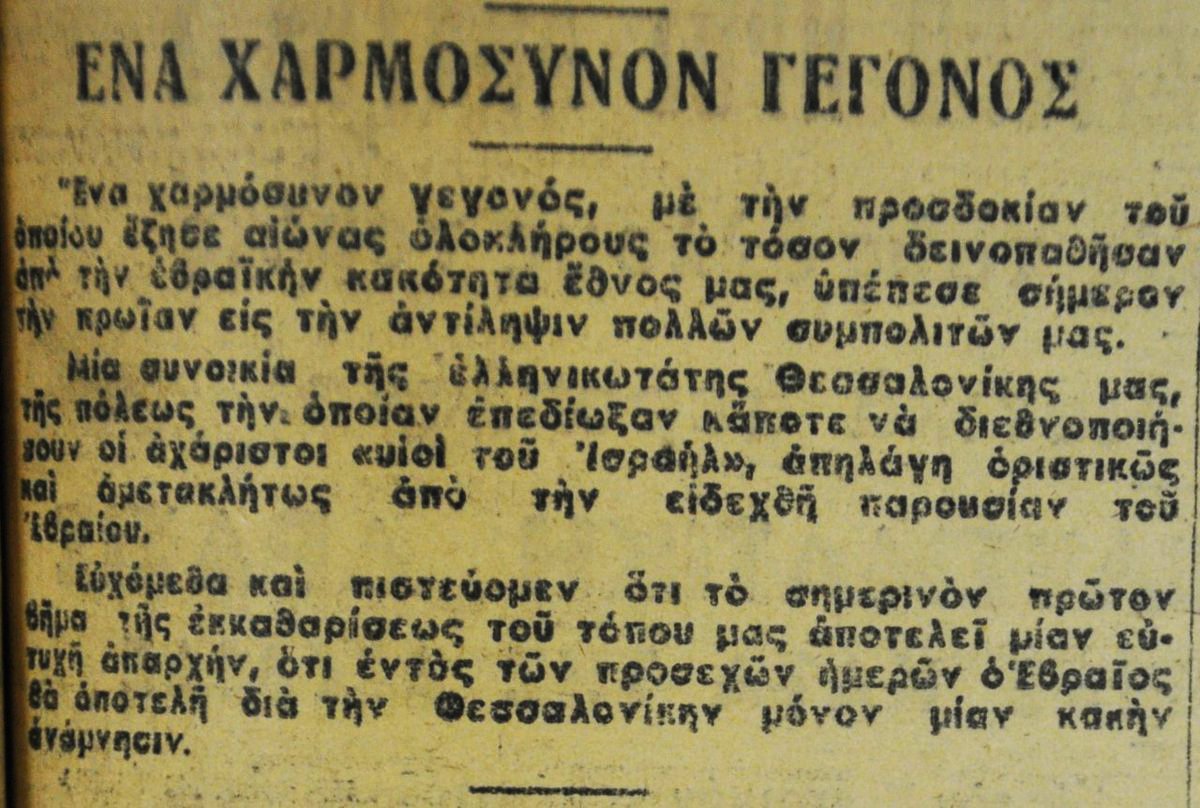 ΕΝΑ ΧΑΡΜΟΣΥΝΟΝ ΓΕΓΟΝΟΣ
Ἕνα χαρμόσυνον γεγονός, μὲ τὴν προσδοκίαν τοῦ
ὁποίου ἔζησε αἰῶνας ὁλοκλήρους τὸ τόσον δεινοπαθῆσαν
ἀπὸ τὴν ἑβραϊκὴν κακότητα ἔθνος μας, ὑπέπεσε σήμερον
τὴν πρωΐαν εἰς τὴν ἀντίληψιν πολλῶν συμπολιτῶν μας.
Μία συνοικία τῆς ἑλληνικωτάτης Θεσσαλονίκης μας,
τῆς πόλεως τὴν ὁποίαν ἐπεδίωξαν κἄποτε νὰ διεθνοποιή-
σουν οἱ ἀχάριστοι «υἱοὶ τοῦ Ἰσραήλ», ἀπηλάγη ὁριστικῶς
καὶ ἀμετακλήτως ἀπὸ τὴν εἰδεχθῆ παρουσίαν τοῦ
Ἑβραίου.
Εὐχόμεθα καὶ πιστεύομεν ὅτι τὸ σημερινὸν πρῶτον
βῆμα τῆς ἐκκαθαρίσεως τοῦ τόπου μας ἀποτελεῖ μίαν εὐ-
τυχῆ ἀπαρχήν, ὅτι ἐντὸς τῶν προσεχῶν ἡμερῶν ὁ Ἑβραῖος
θὰ ἀποτελῆ διὰ τὴν Θεσσαλονίκην μόνον μίαν κακὴν
ἀνάμνησιν.